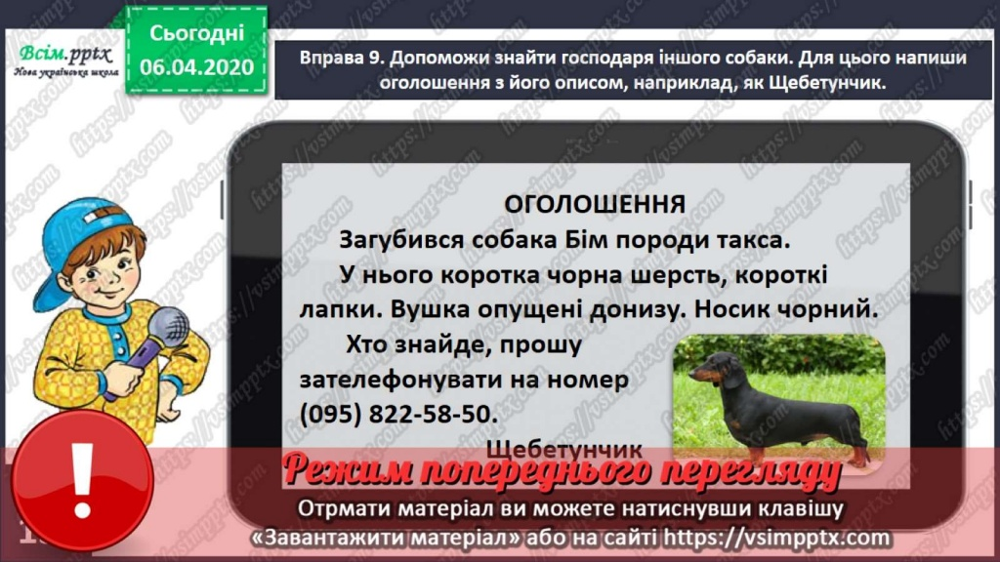 Всім.pptx
Нова українська школа
Сьогодні
06.04.2020
Вправа 9. Допоможи знайти господаря іншого собаки. Для цього напиши
оголошення з його описом, наприклад, як Щебетунчик.
ОГОЛОШЕННЯ
Загубився собака Бім породи такса.
У нього коротка чорна шерсть, короткі
лапки. Вушка опущені донизу. Носик чорний.
Хто знайде, прошу
зателефонувати на номер
(095) 822-58-50.
Щебетунчик
Режим попереднього перегляду
Отрмати матеріал ви можете натиснувши клавішу
«Завантажити матеріал» або на сайті https://vsimpptx.com